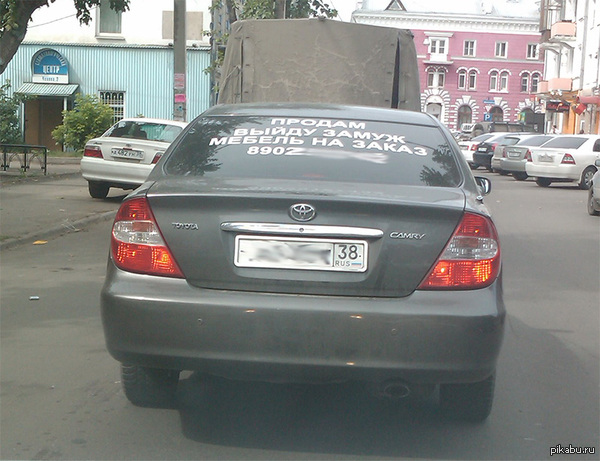 ЦЕНТР
ПРОДАМ
ВЫЙДУ ЗАМУЖ
МЕБЕЛЬ НА ЗАКАЗ
8902
TOYOTA
CAMRY
38
RUS
pikabu.ru